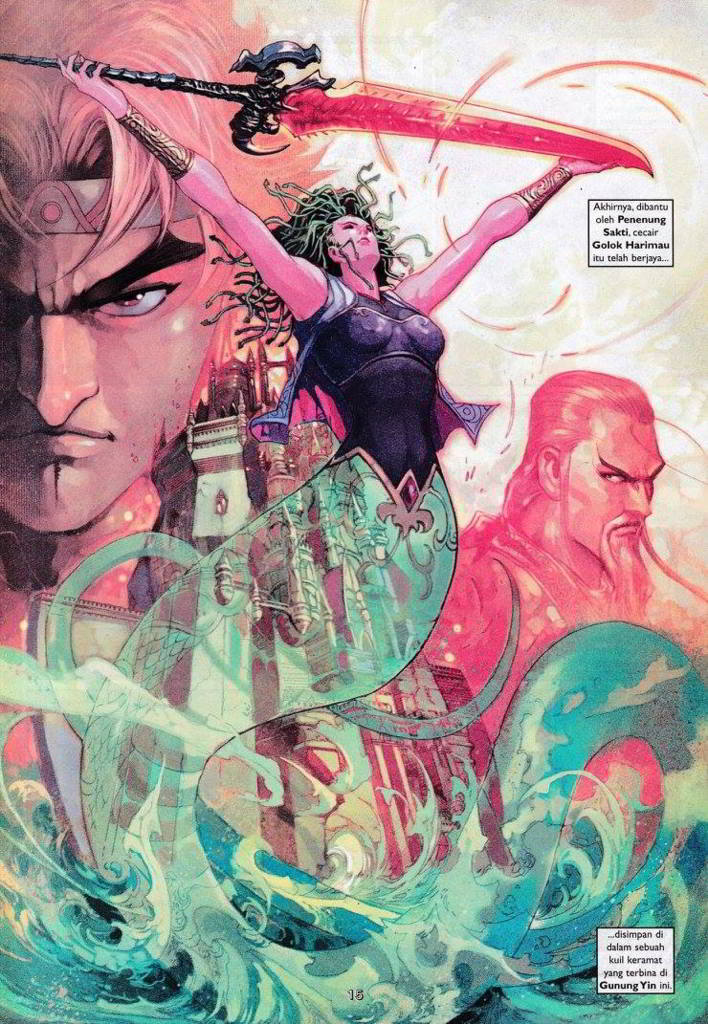 Akhirnya, dibantu
oleh Penenung
Sakti, cecair
Golok Harimau
itu telah berjaya...
...disimpan di
dalam sebuah
kuil keramat
yang terbina di
Gunung Yin ini.
15